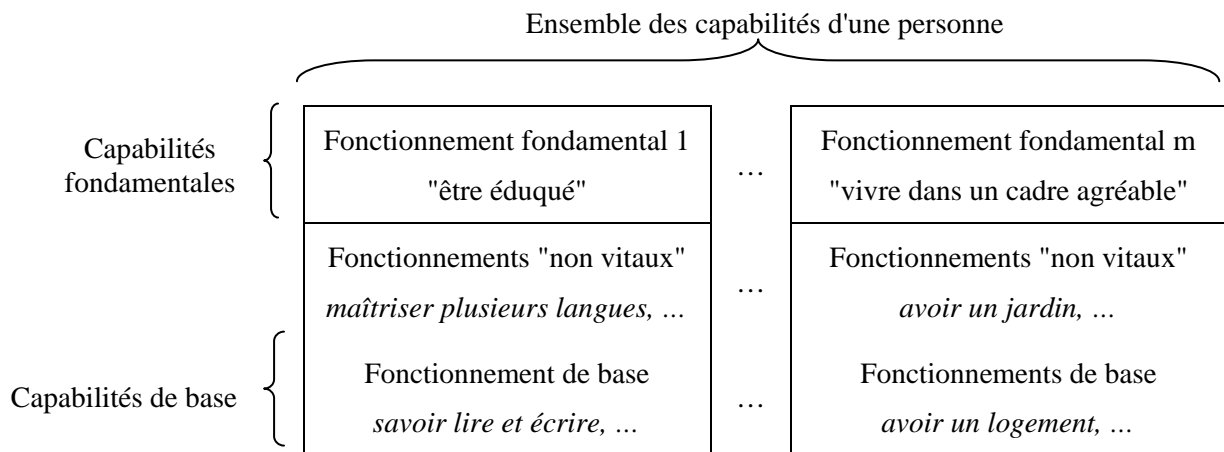 Ensemble des capabilités d'une personne
Capabilités
fondamentales
Fonctionnement fondamental 1
"être éduqué"
…
Fonctionnement fondamental m
"vivre dans un cadre agréable"
Fonctionnements "non vitaux"
maîtriser plusieurs langues, …
…
Fonctionnements "non vitaux"
avoir un jardin, …
Capabilités de base
Fonctionnement de base
savoir lire et écrire, …
…
Fonctionnements de base
avoir un logement, …